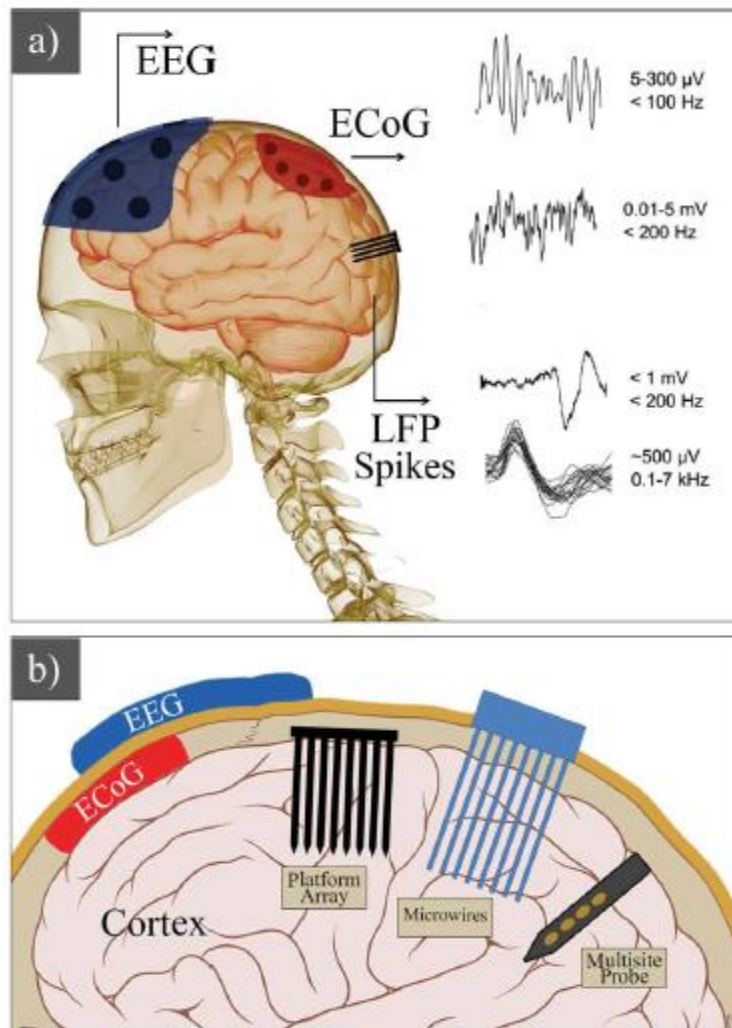 a)
EEG
ECoG
5-300 µV
< 100 Hz
0.01-5 mV
< 200 Hz
LFP
Spikes
< 1 mV
< 200 Hz
~500 µV
0.1-7 kHz
b)
EEG
ECoG
Cortex
Platform
Array
Microwires
Multisite
Probe